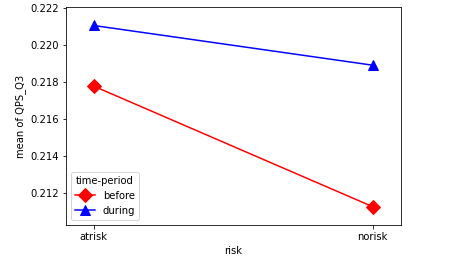 0.222
0.220
0.218
0.216
0.214
0.212
mean of QPS_Q3
time-period
before
during
atrisk
norisk
risk